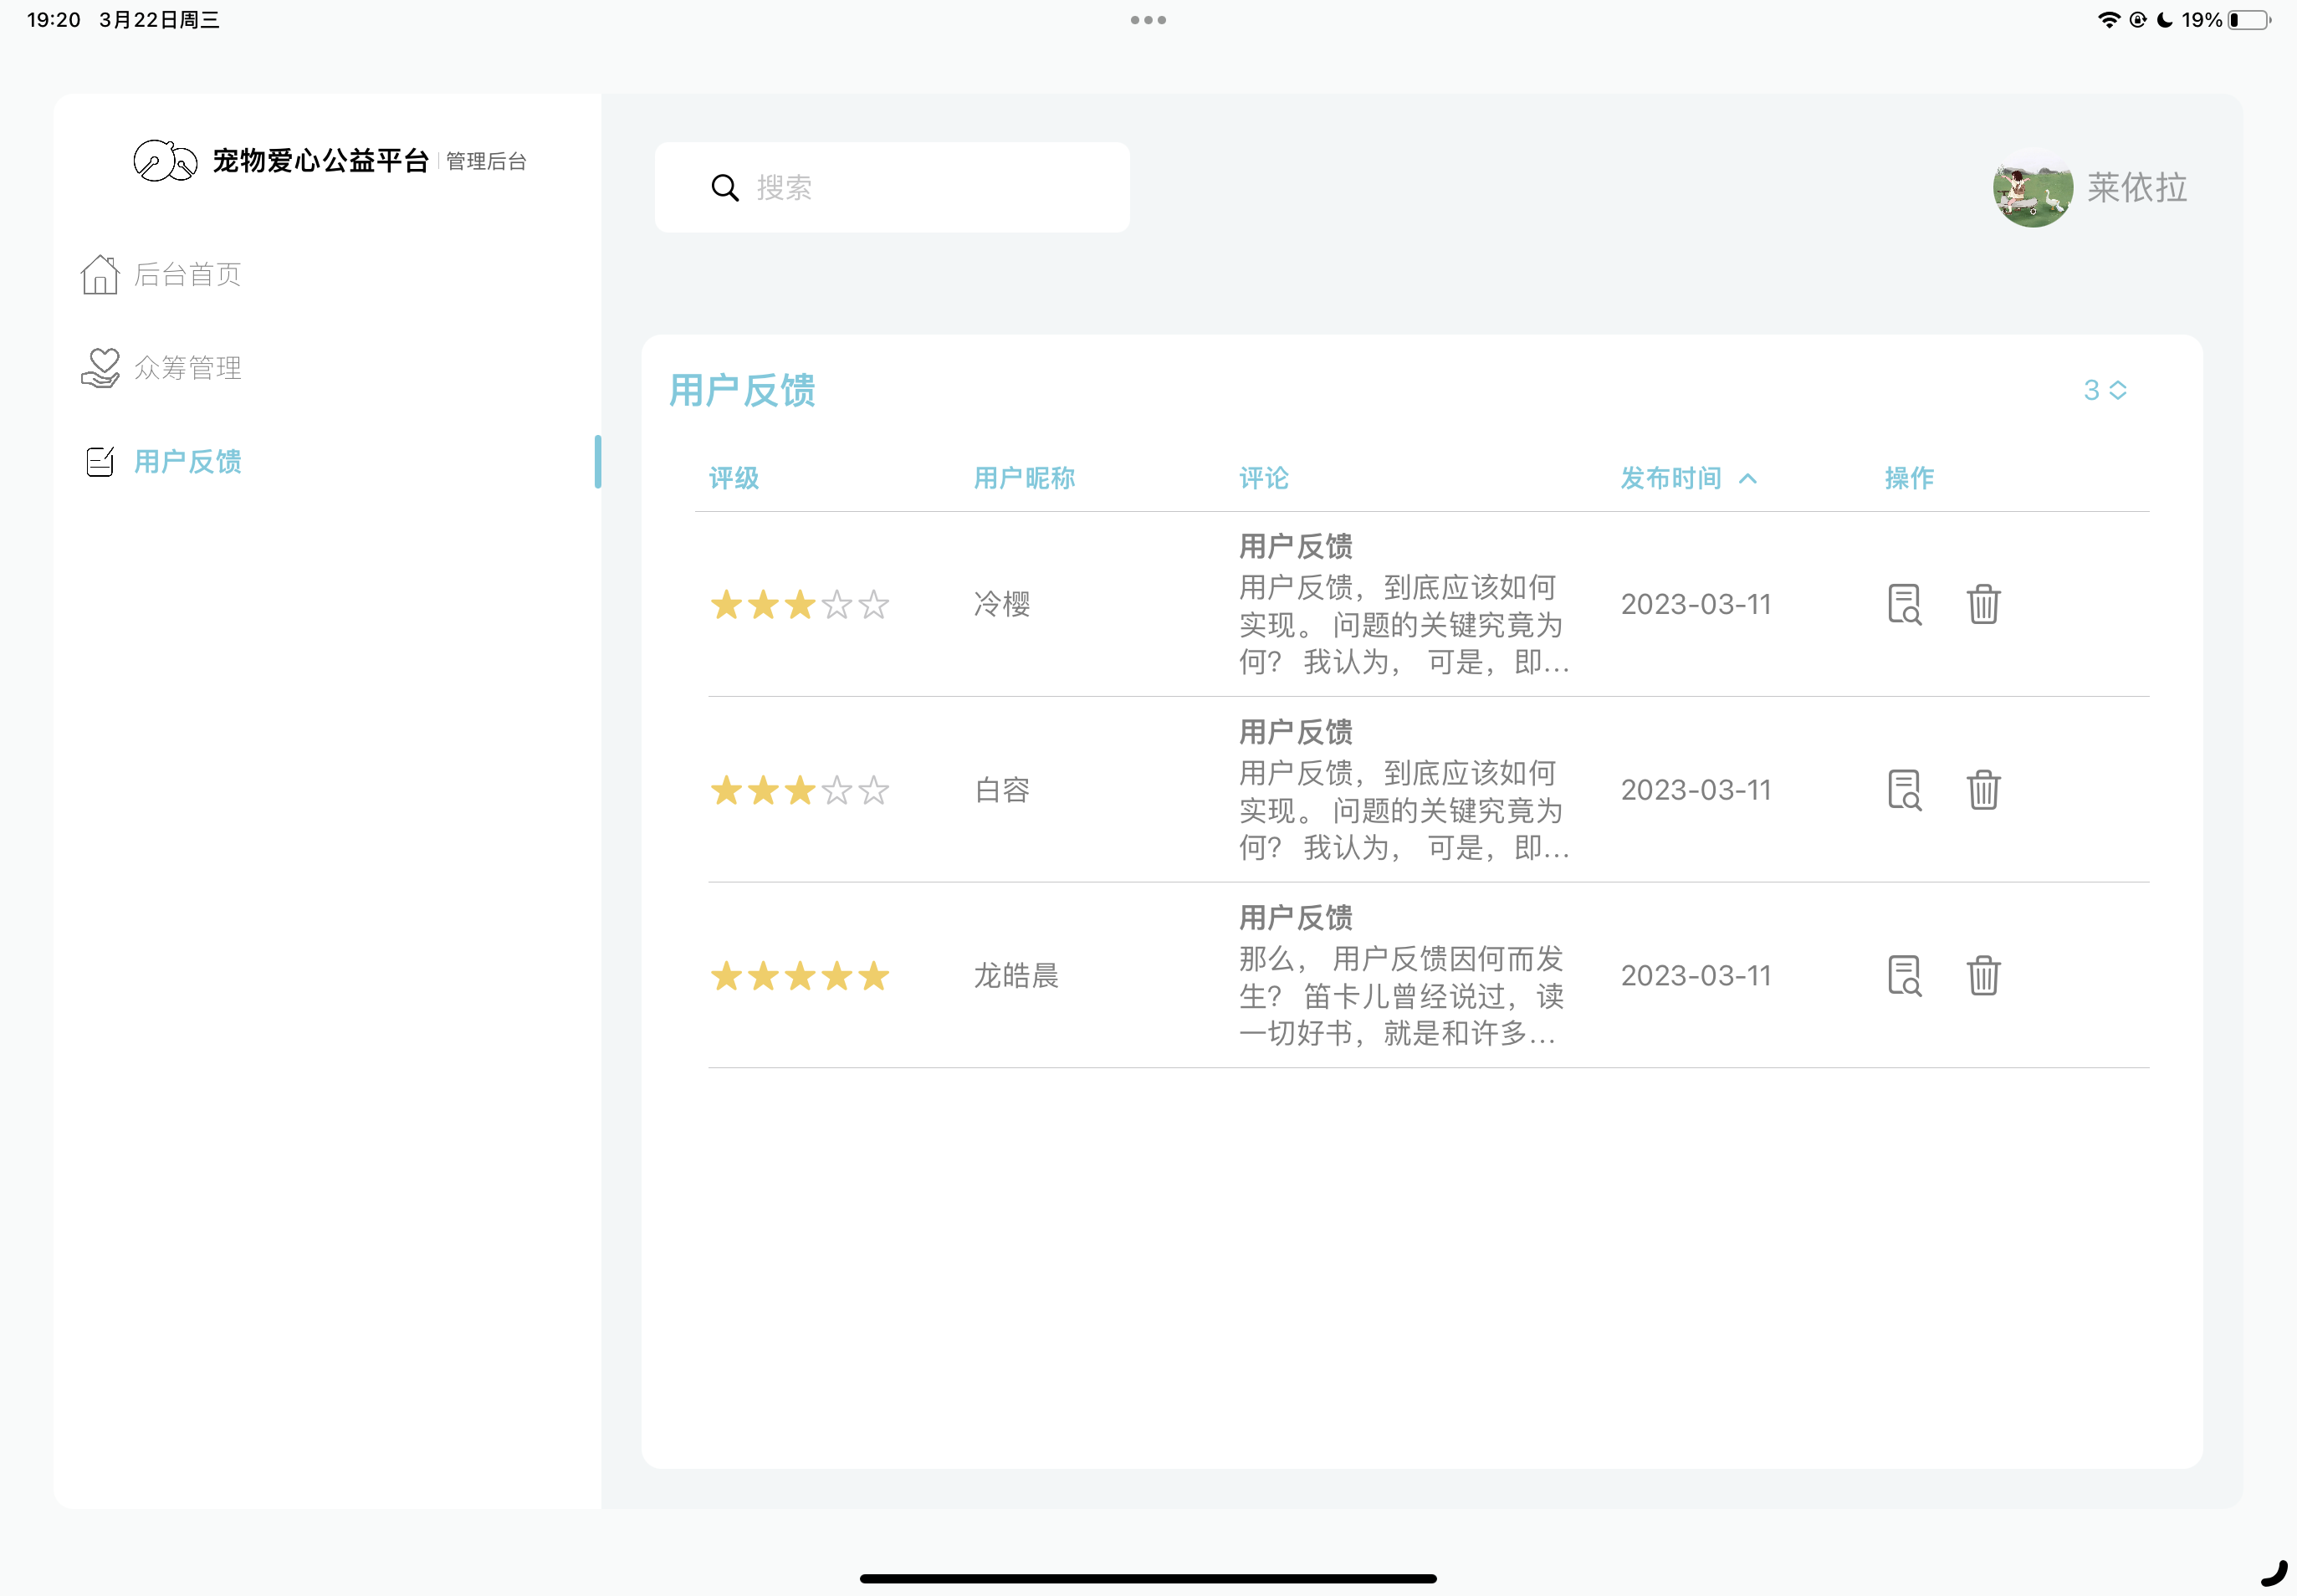 19:20 3月22日周三
19%
宠物爱心公益平台 管理后台
搜索
莱依拉
后台首页
众筹管理
用户反馈
用户反馈
3
评级 用户昵称 评论 发布时间 操作
用户反馈
冷樱
用户反馈，到底应该如何
实现。 问题的关键究竟为
何？ 我认为， 可是，即...
2023-03-11
用户反馈
白容
用户反馈，到底应该如何
实现。 问题的关键究竟为
何？ 我认为， 可是，即...
2023-03-11
用户反馈
龙皓晨
那么， 用户反馈因何而发
生？ 笛卡儿曾经说过，读
一切好书，就是和许多...
2023-03-11